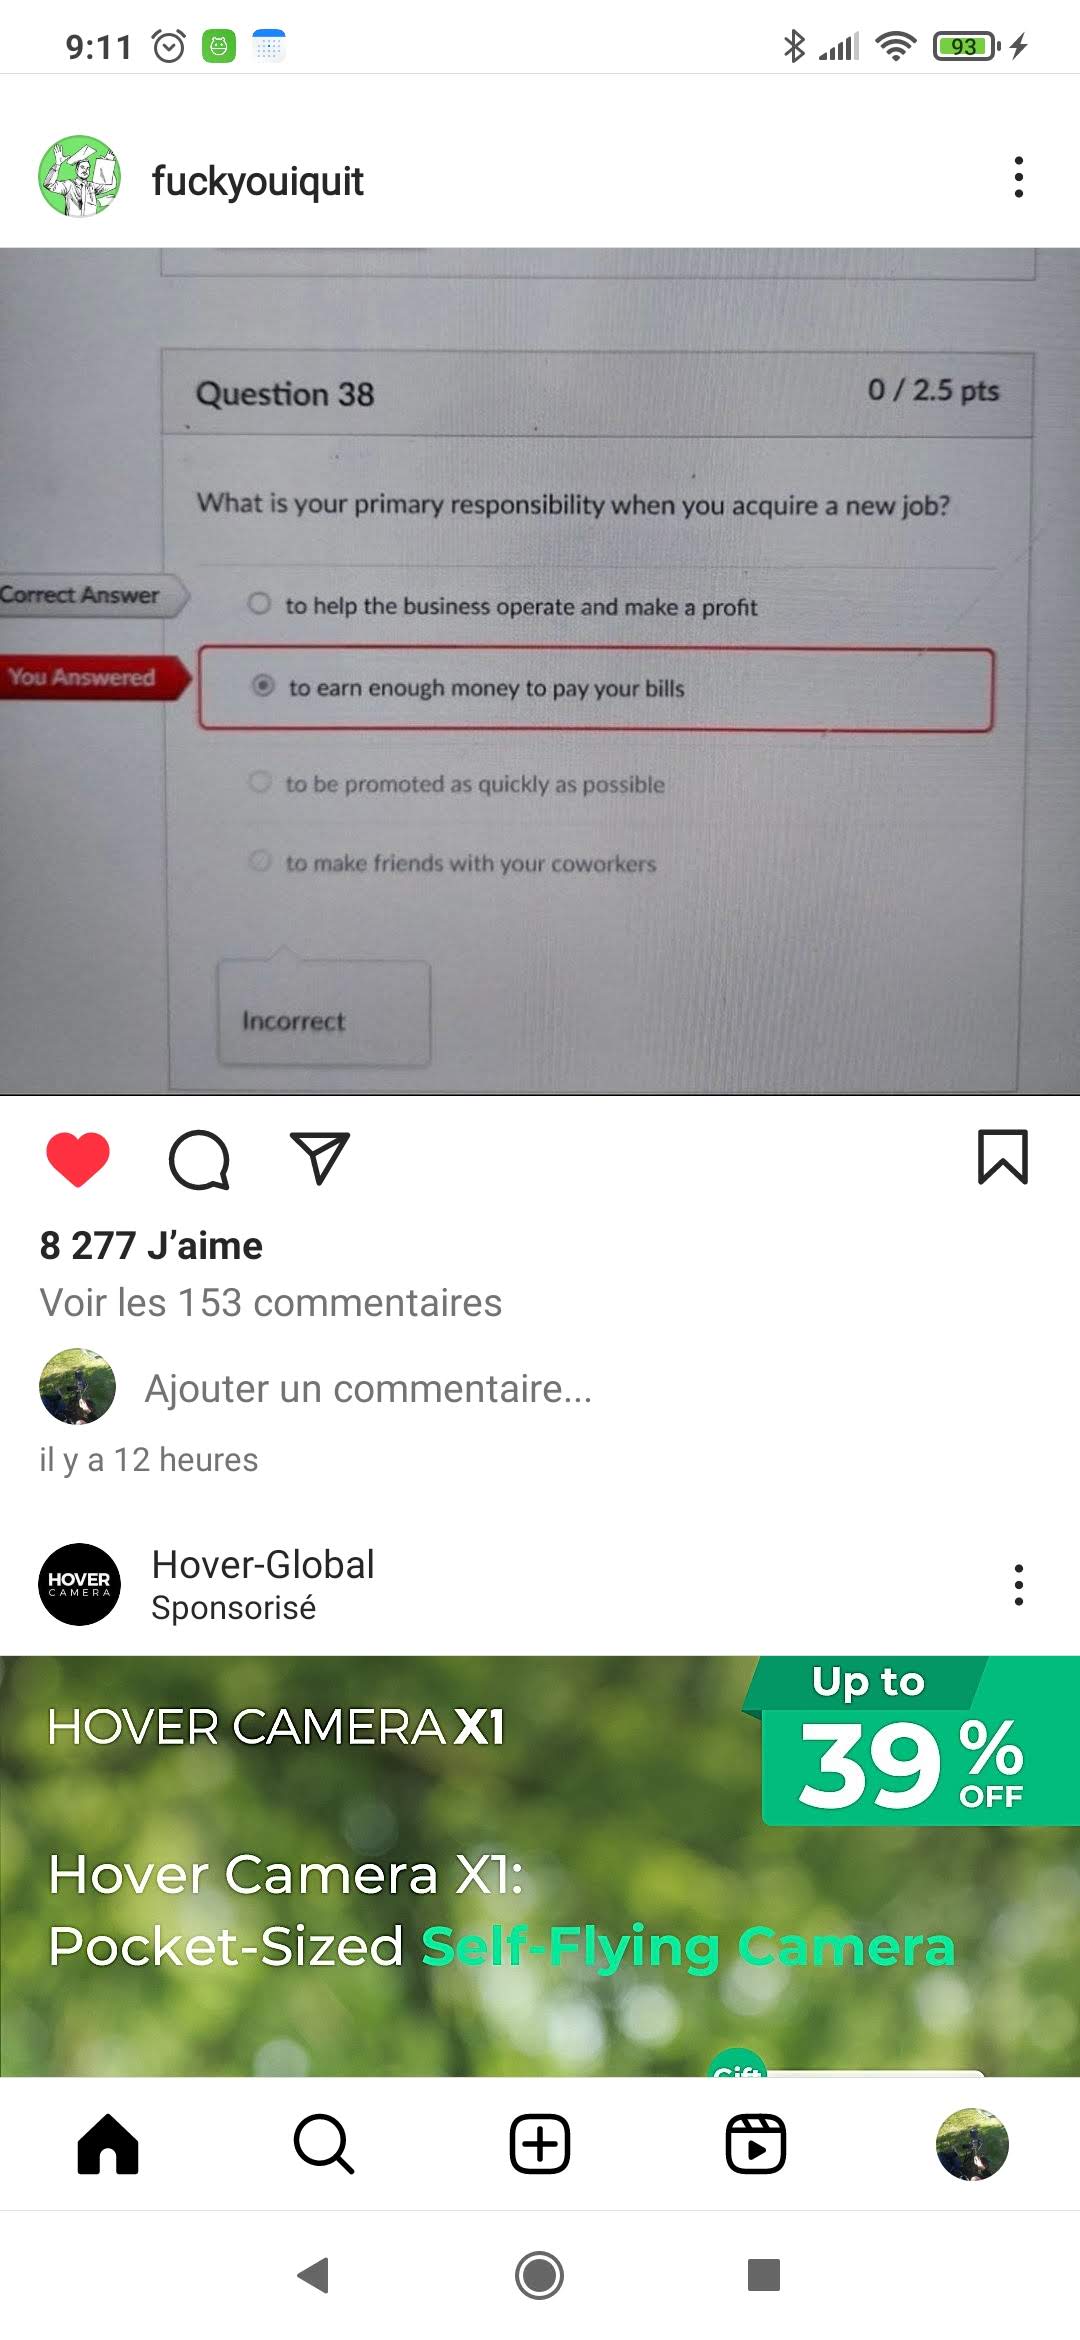 9:11
93
fuckyouiquit
Question 38
0 / 2.5 pts
What is your primary responsibility when you acquire a new job?
Correct Answer
to help the business operate and make a profit
You Answered
to earn enough money to pay your bills
to be promoted as quickly as possible
to make friends with your coworkers
Incorrect
8 277 J’aime
Voir les 153 commentaires
Ajouter un commentaire...
il y a 12 heures
HOVER
CAMERA
Hover-Global
Sponsorisé
Up to
39 %
OFF
HOVER CAMERA X1
Hover Camera X1:
Pocket-Sized Self-Flying Camera
Gift